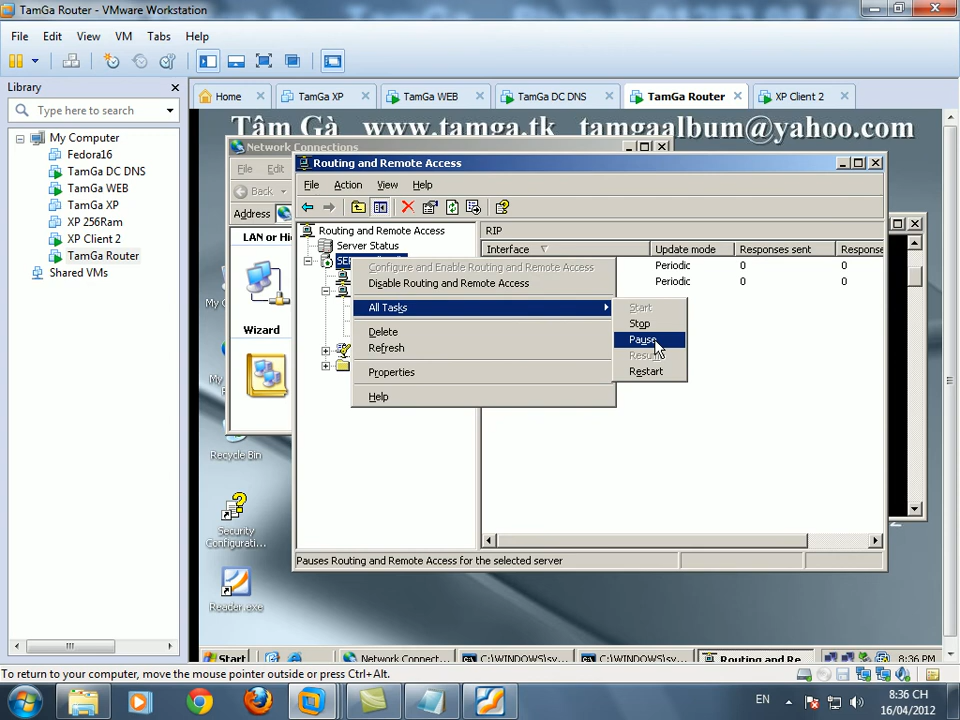 TamGa Router - VMware Workstation
File Edit View VM Tabs Help
Library
Type here to search
My Computer
Fedora16
TamGa DC DNS
TamGa WEB
TamGa XP
XP 256Ram
XP Client 2
TamGa Router
Shared VMs
Home
TamGa XP
TamGa WEB
TamGa DC DNS
TamGa Router
XP Client 2
Tâm Gà www.tamga.tk tamgaalbum@yahoo.com
Network Connections
File Edit
Back
Address
LAN or Hi
Wizard
Routing and Remote Access
File Action View Help
Routing and Remote Access
Server Status
RIP
Interface Update mode Responses sent Respons
Periodic 0 0
Periodic 0 0
Configure and Enable Routing and Remote Access
Disable Routing and Remote Access
All Tasks
Delete
Refresh
Properties
Help
Start
Stop
Pause
Restart
Pauses Routing and Remote Access for the selected server
Recycle Bin
Security
Configurati...
Reader.exe
Start
Network Connect...
C:\WINDOWS\sy...
C:\WINDOWS\sy...
Routing and Re...
8:36 PM
To return to your computer, move the mouse pointer outside or press Ctrl+Alt.
EN
8:36 CH
16/04/2012